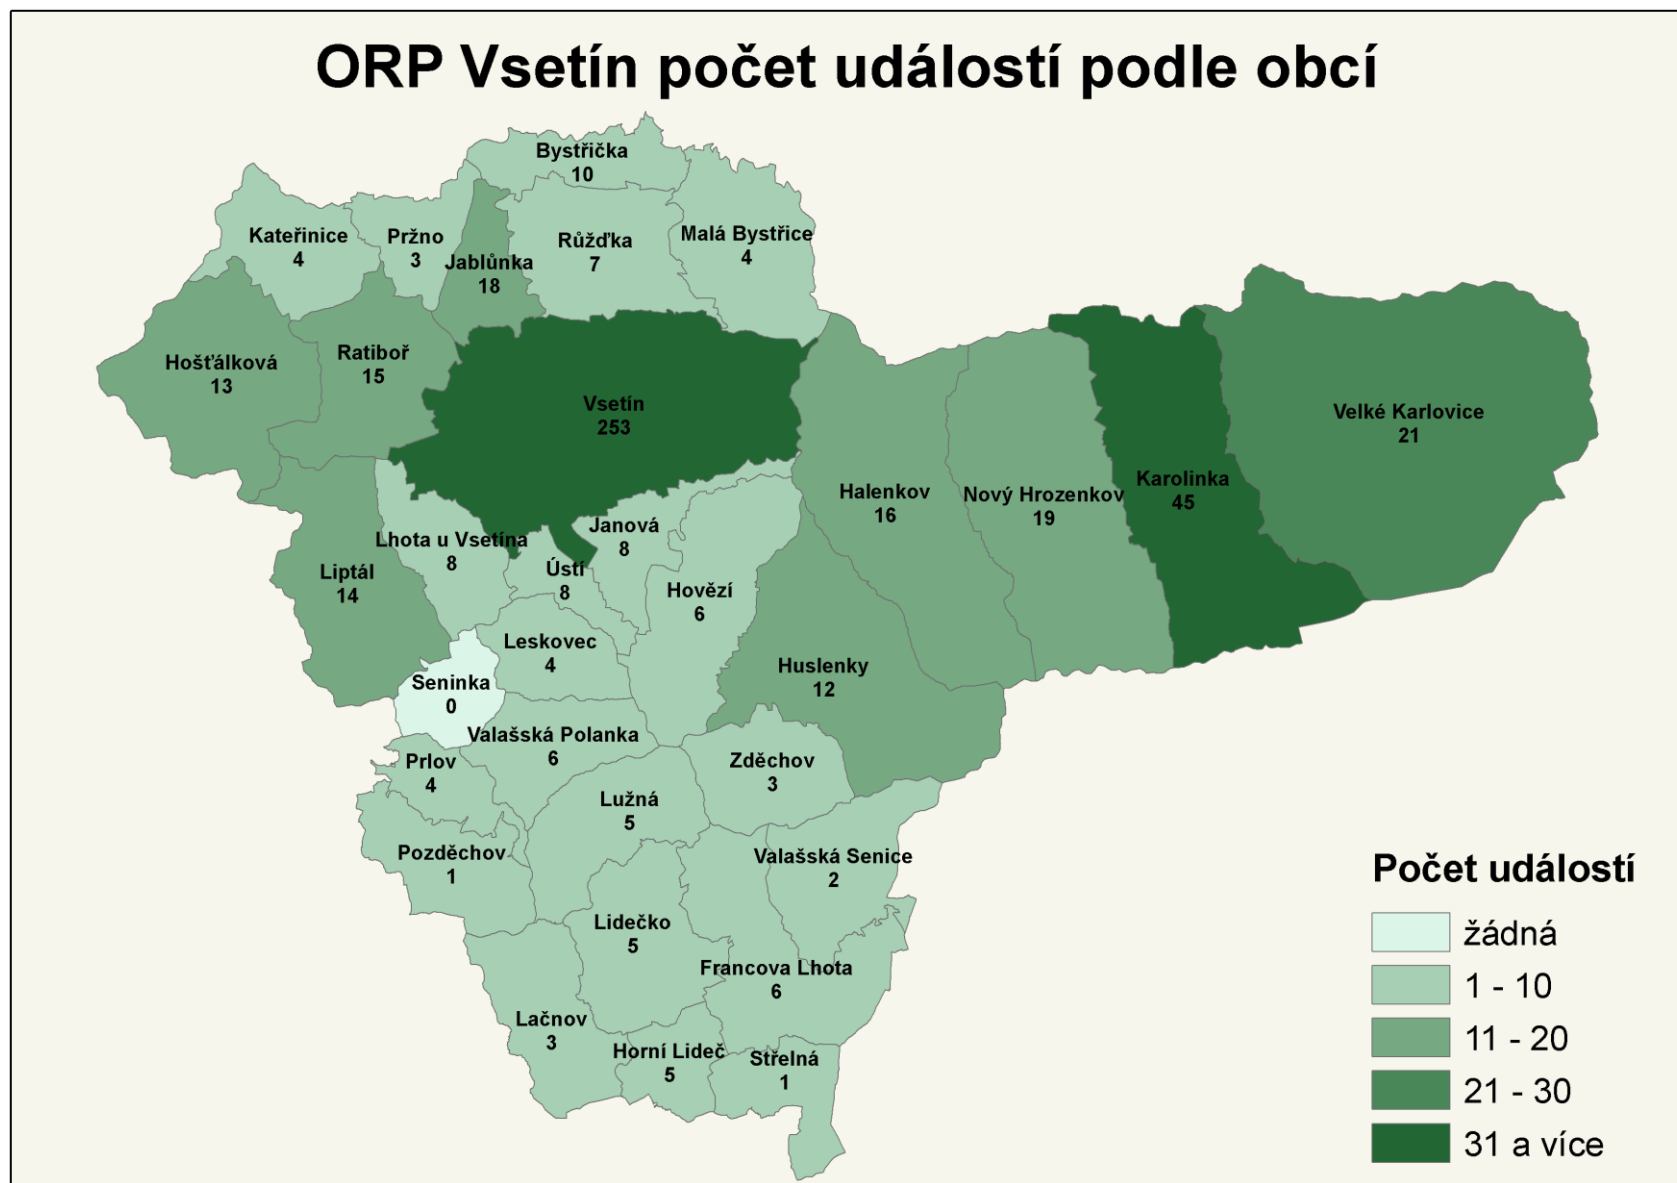 ORP Vsetín počet událostí podle obcí
Bystřička
10
Kateřinice
4
Pržno
3
Jablůnka
18
Růžďka
7
Malá Bystřice
4
Hošťálková
13
Ratiboř
15
Vsetín
253
Velké Karlovice
21
Karolinka
45
Halenkov
16
Nový Hrozenkov
19
Lhota u Vsetína
8
Janová
8
Ústí
8
Liptál
14
Hovězí
6
Leskovec
4
Huslenky
12
Seninka
0
Valašská Polanka
6
Prlov
4
Zděchov
3
Lužná
5
Pozděchov
1
Valašská Senice
2
Lidečko
5
Francova Lhota
6
Lačnov
3
Horní Lideč
5
Střelná
1
Počet událostí
žádná
1 - 10
11 - 20
21 - 30
31 a více